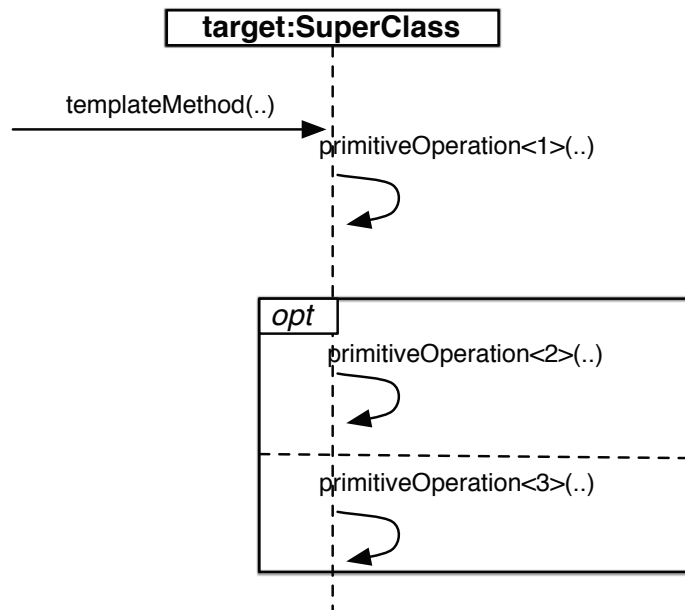 target:SuperClass
templateMethod(..)
primitiveOperation<1>(..)
opt
primitiveOperation<2>(..)
primitiveOperation<3>(..)